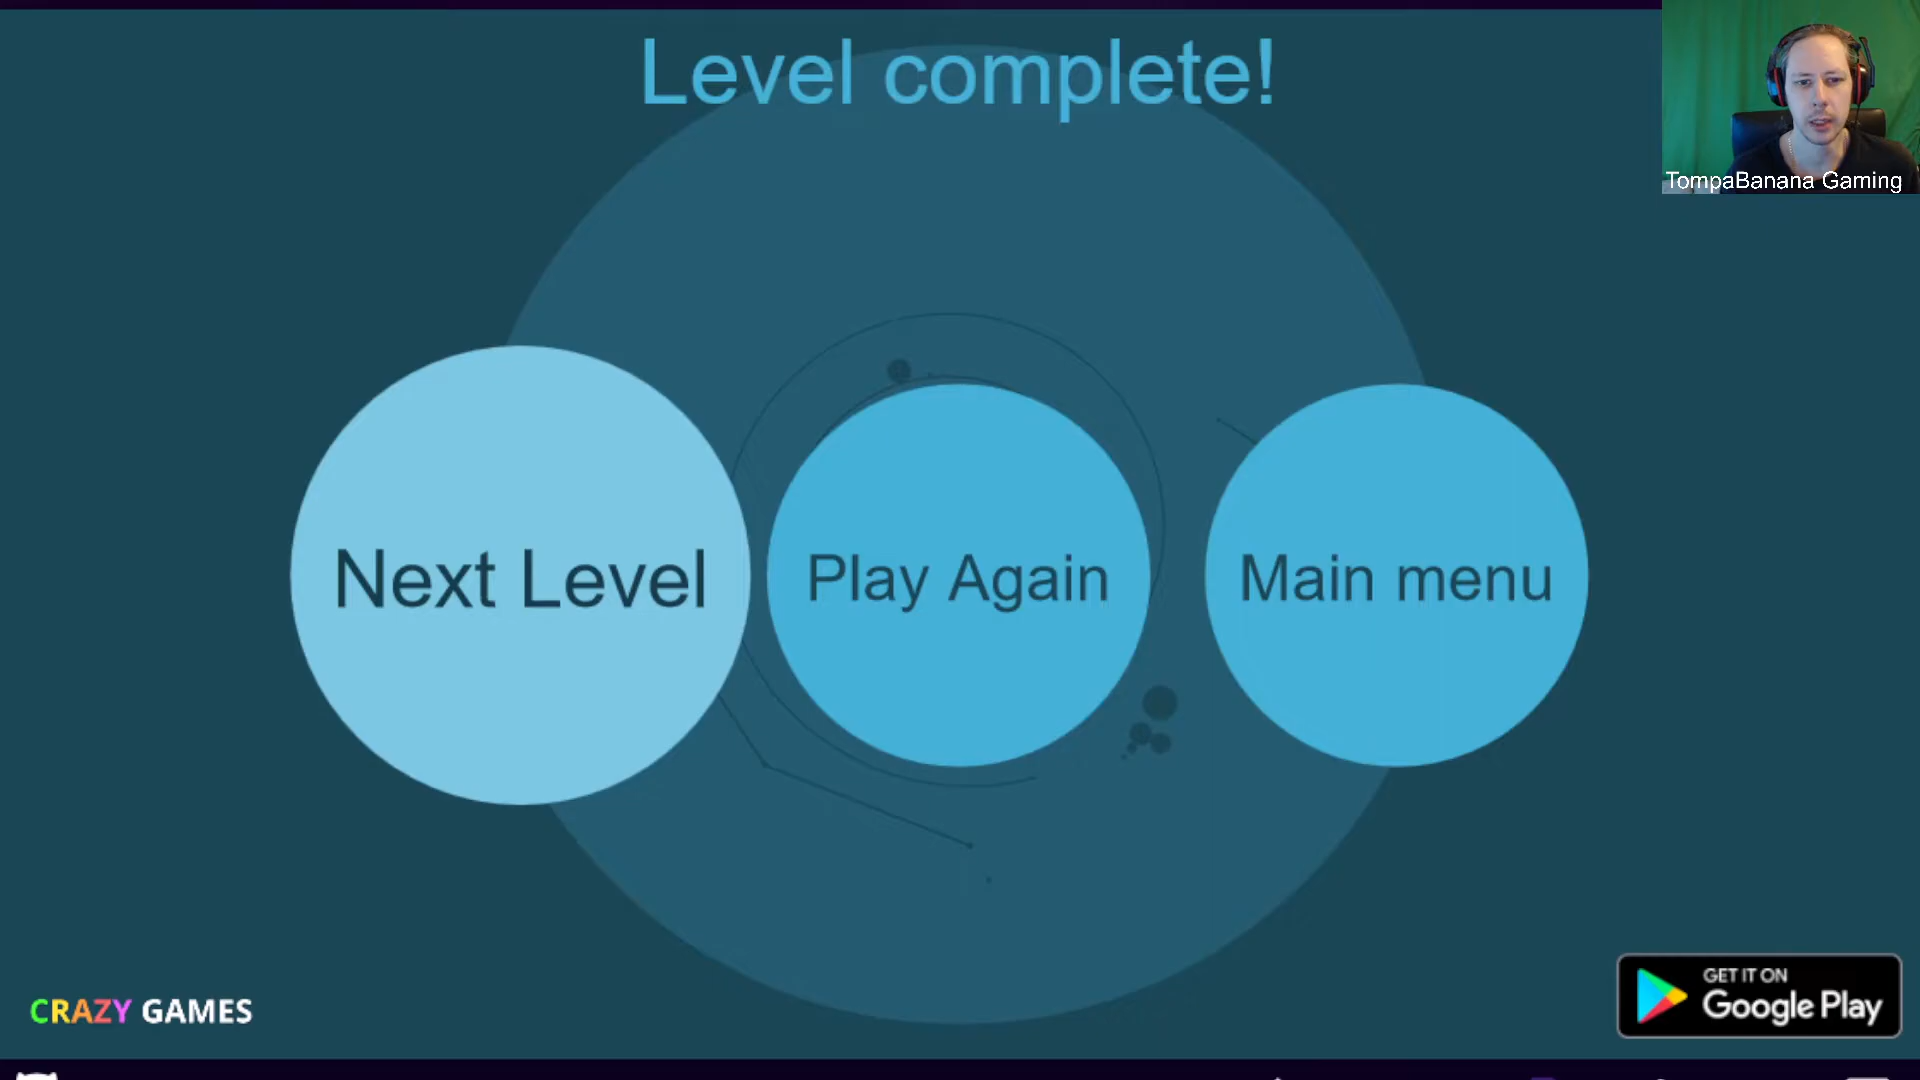 Level complete!
TompaBanana Gaming
Next Level
Play Again
Main menu
CRAZY GAMES
GET IT ON
Google Play